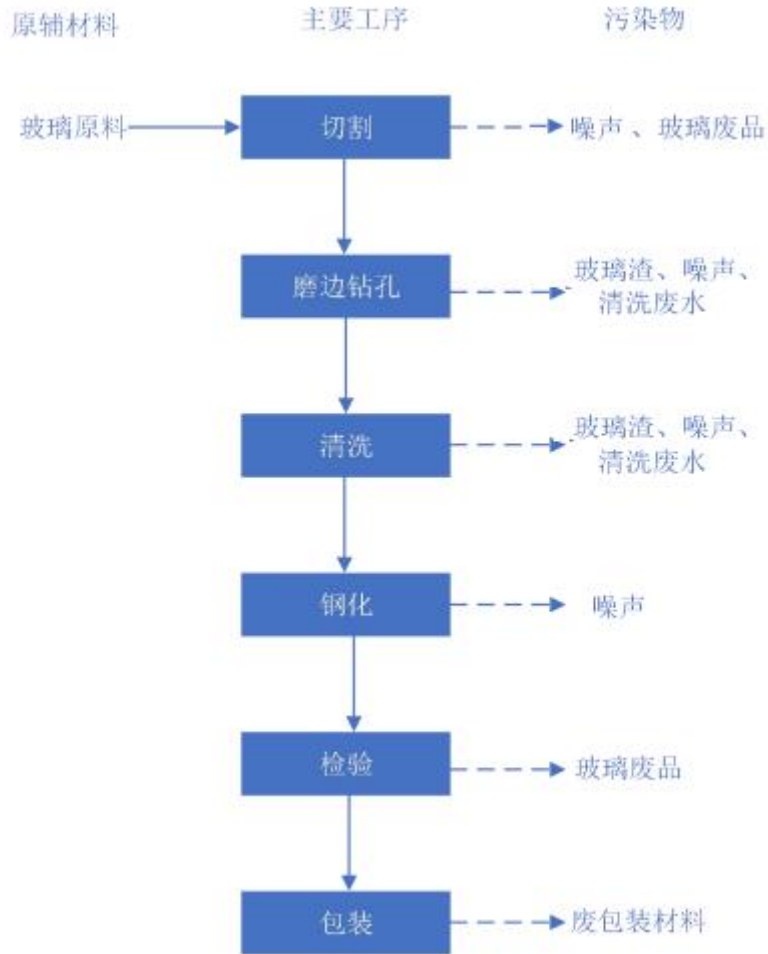 原辅材料 主要工序 污染物
玻璃原料 切割 噪声 、玻璃废品
磨边钻孔 玻璃渣、噪声、
清洗废水
清洗 玻璃渣、噪声、
清洗废水
钢化 噪声
检验 玻璃废品
包装 废包装材料